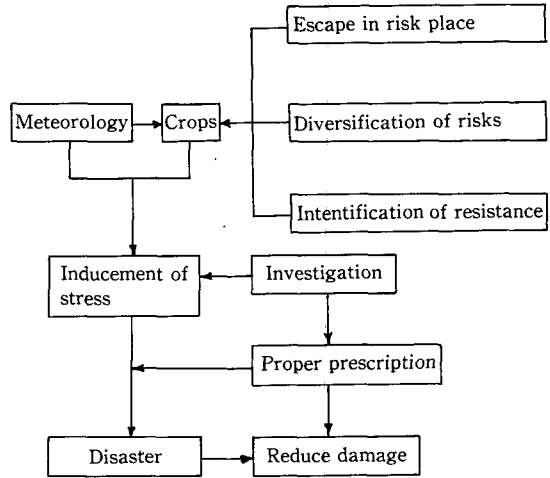 Escape in risk place
Meteorology
Crops
Diversification of risks
Intentification of resistance
Inducement of
stress
Investigation
Proper prescription
Disaster
Reduce damage